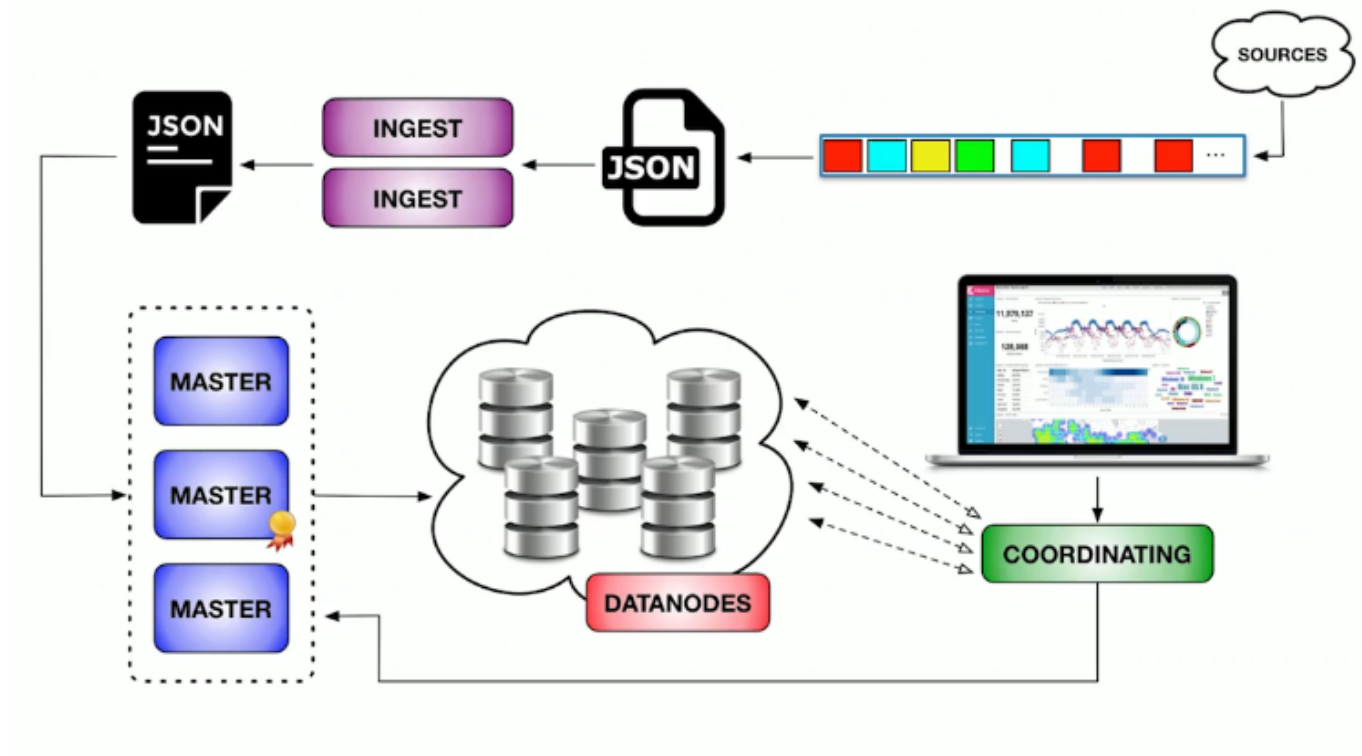 SOURCES
JSON
INGEST
INGEST
JSON
...
MASTER
MASTER
MASTER
11,079,137
128,868
DATANODES
COORDINATING